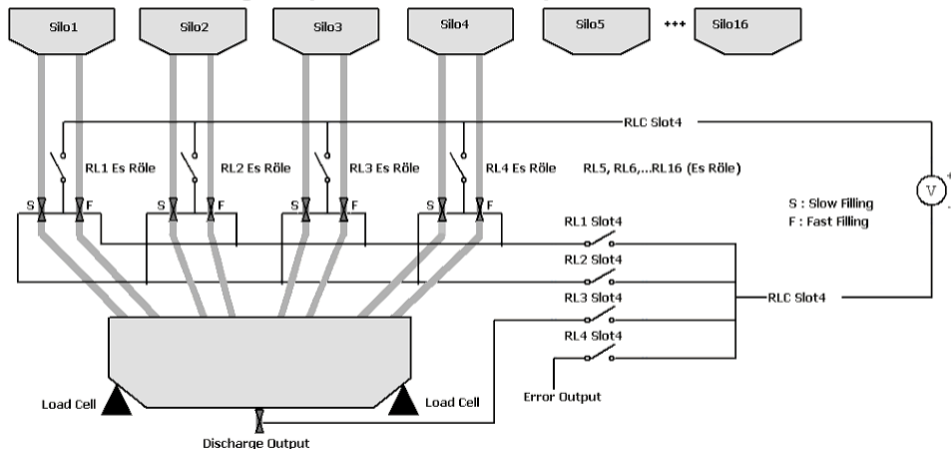 Silo1
Silo2
Silo3
Silo4
Silo5
+++
Silo16
RLC Slot4
RL1 Es Röle
RL2 Es Röle
RL3 Es Röle
RL4 Es Röle
RL5, RL6,...RL16 (Es Röle)
+
V
-
S : Slow Filling
F : Fast Filling
S
F
S
F
S
F
S
F
RL1 Slot4
RL2 Slot4
RL3 Slot4
RL4 Slot4
RLC Slot4
Load Cell
Load Cell
Error Output
Discharge Output